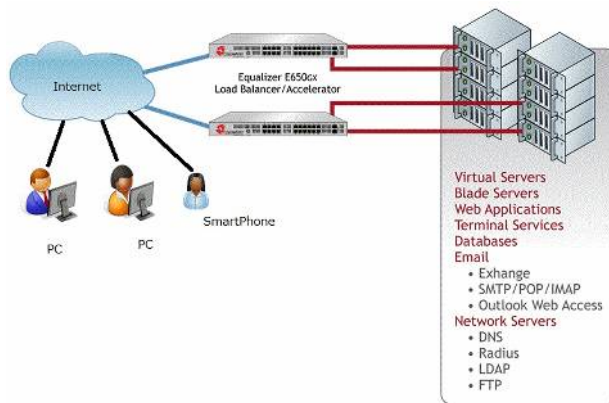 Internet
Equalizer E650GX
Load Balancer/Accelerator
PC
PC
SmartPhone
Virtual Servers
Blade Servers
Web Applications
Terminal Services
Databases
Email
• Exhange
• SMTP/POP/IMAP
• Outlook Web Access
Network Servers
• DNS
• Radius
• LDAP
• FTP